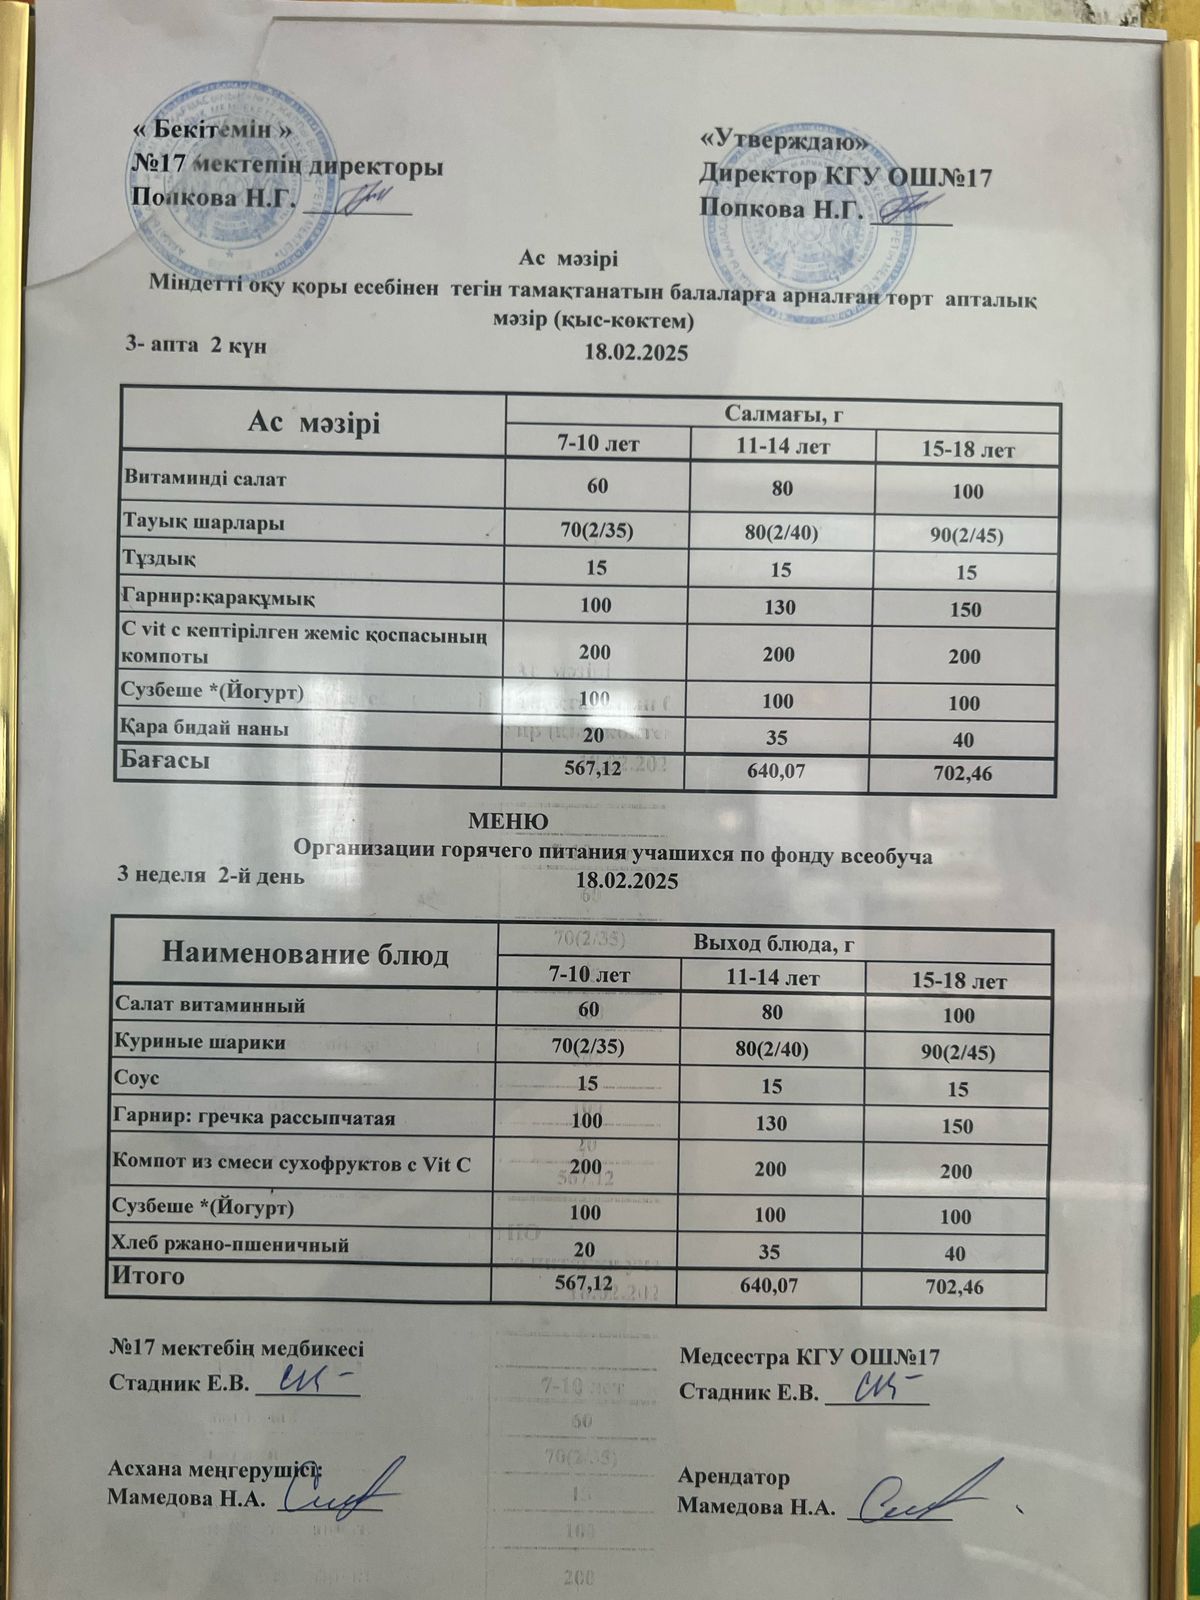 « Бекітемін »
№17 мектепің директоры
Попкова Н.Г.
«Утверждаю»
Директор КГУ ОШ№17
Попкова Н.Г.
Ас мәзірі
Міндетті оқу қоры есебінен тегін тамақтанатын балаларға арналған төрт апталық
мәзір (қыс-көктем)
3- апта 2 күн 18.02.2025
Ас мәзірі Салмағы, г
7-10 лет 11-14 лет 15-18 лет
Витаминді салат 60 80 100
Тауық шарлары 70(2/35) 80(2/40) 90(2/45)
Тұздық 15 15 15
Гарнир:қарақұмық 100 130 150
С vit с кептірілген жеміс қоспасының
компоты 200 200 200
Сузбеше *(Йогурт) 100 100 100
Қара бидай наны 20 35 40
Бағасы 567,12 640,07 702,46
МЕНЮ
Организации горячего питания учашихся по фонду всеобуча
3 неделя 2-й день 18.02.2025
Наименование блюд Выход блюда, г
7-10 лет 11-14 лет 15-18 лет
Салат витаминный 60 80 100
Куриные шарики 70(2/35) 80(2/40) 90(2/45)
Соус 15 15 15
Гарнир: гречка рассыпчатая 100 130 150
Компот из смеси сухофруктов с Vit C 200 200 200
Сузбеше *(Йогурт) 100 100 100
Хлеб ржано-пшеничный 20 35 40
Итого 567,12 640,07 702,46
№17 мектебің медбикесі
Стадник Е.В.
Медсестра КГУ ОШ№17
Стадник Е.В.
Асхана меңгерушісі:
Мамедова Н.А.
Арендатор
Мамедова Н.А.